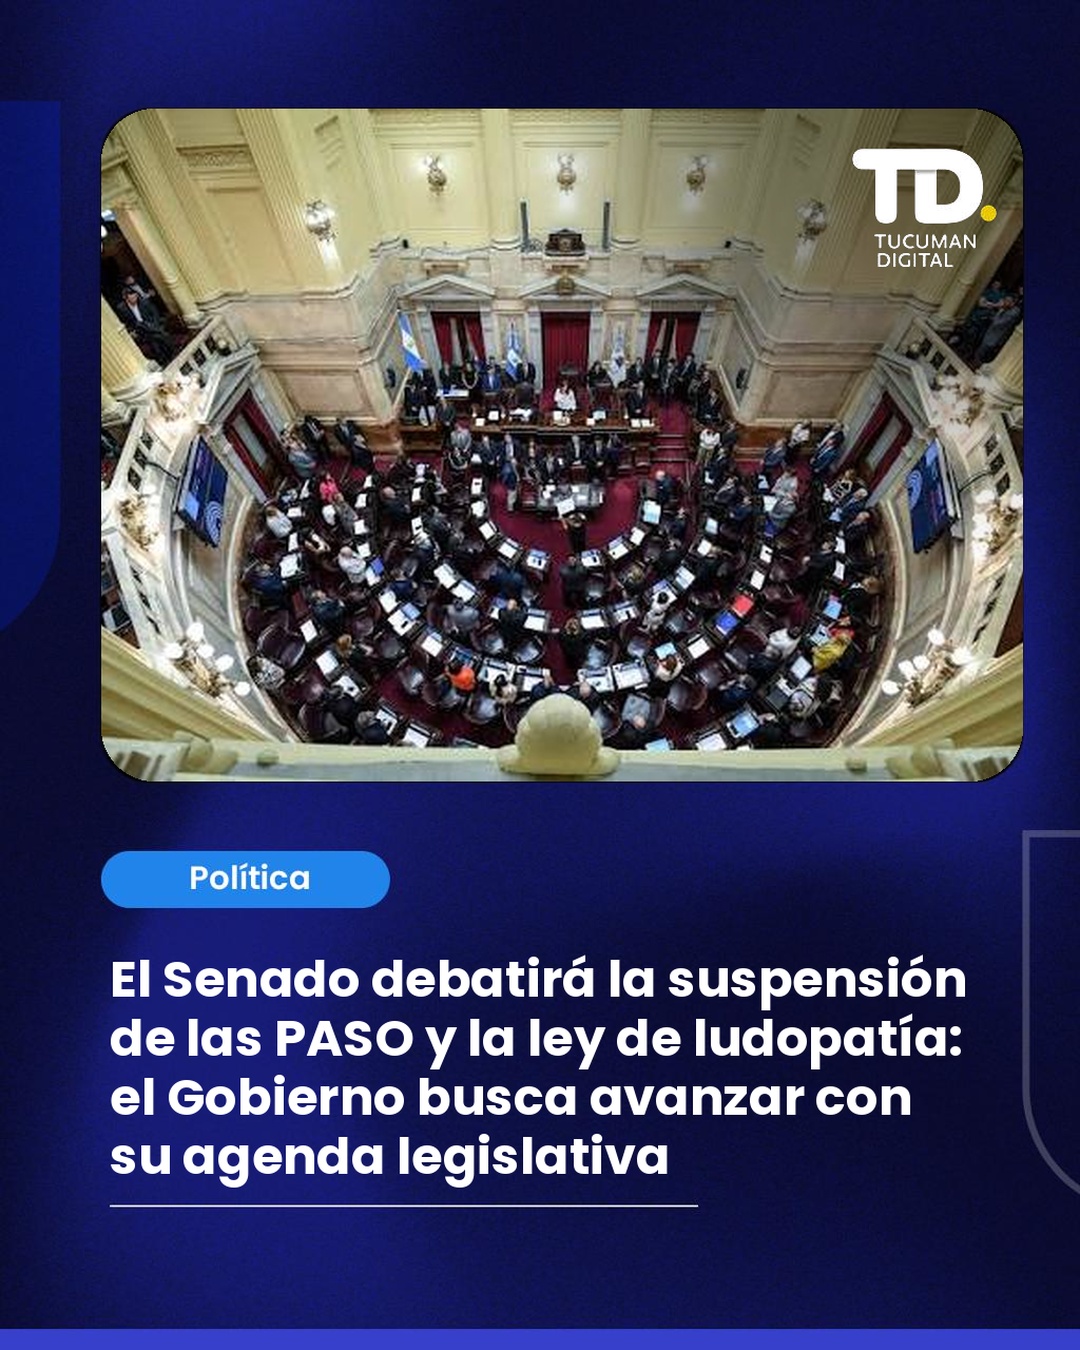 TD.
TUCUMAN
DIGITAL
Política
El Senado debatirá la suspensión
de las PASO y la ley de ludopatía:
el Gobierno busca avanzar con
su agenda legislativa